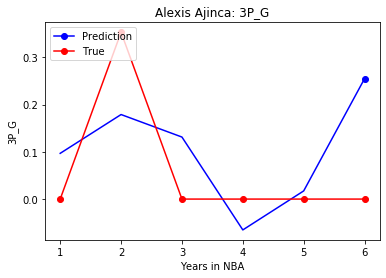 Alexis Ajinca: 3P_G
Prediction
True
3P_G
0.3
0.2
0.1
0.0
1 2 3 4 5 6
Years in NBA